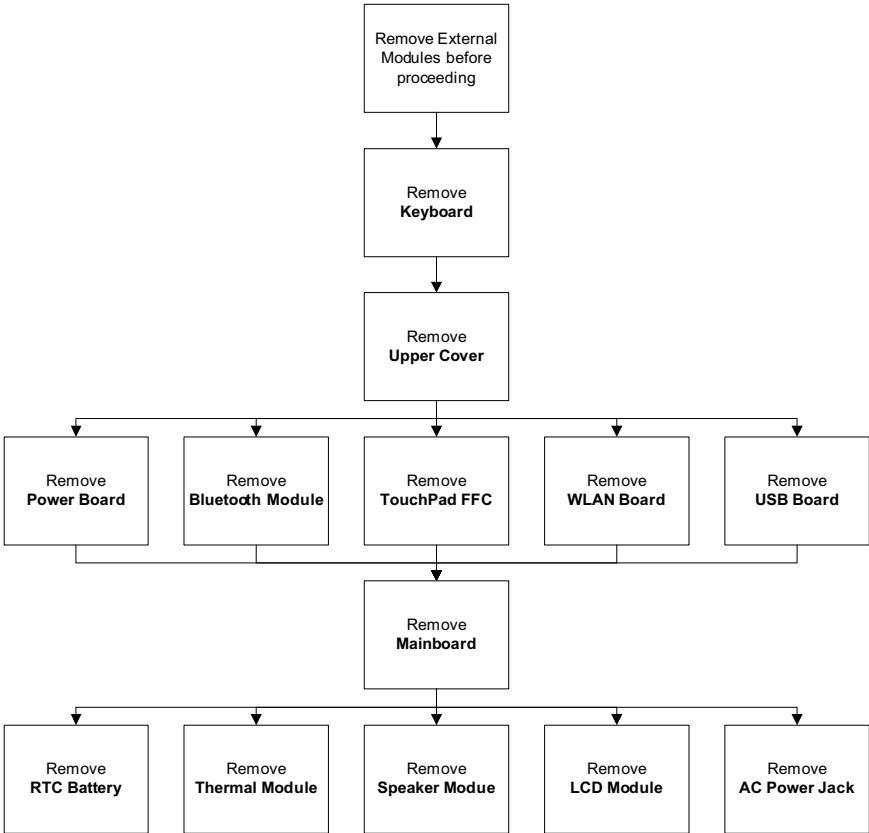 Remove External
Modules before
proceeding
Remove
Keyboard
Remove
Upper Cover
Remove
Power Board
Remove
Bluetooth Module
Remove
TouchPad FFC
Remove
WLAN Board
Remove
USB Board
Remove
Mainboard
Remove
RTC Battery
Remove
Thermal Module
Remove
Speaker Modue
Remove
LCD Module
Remove
AC Power Jack